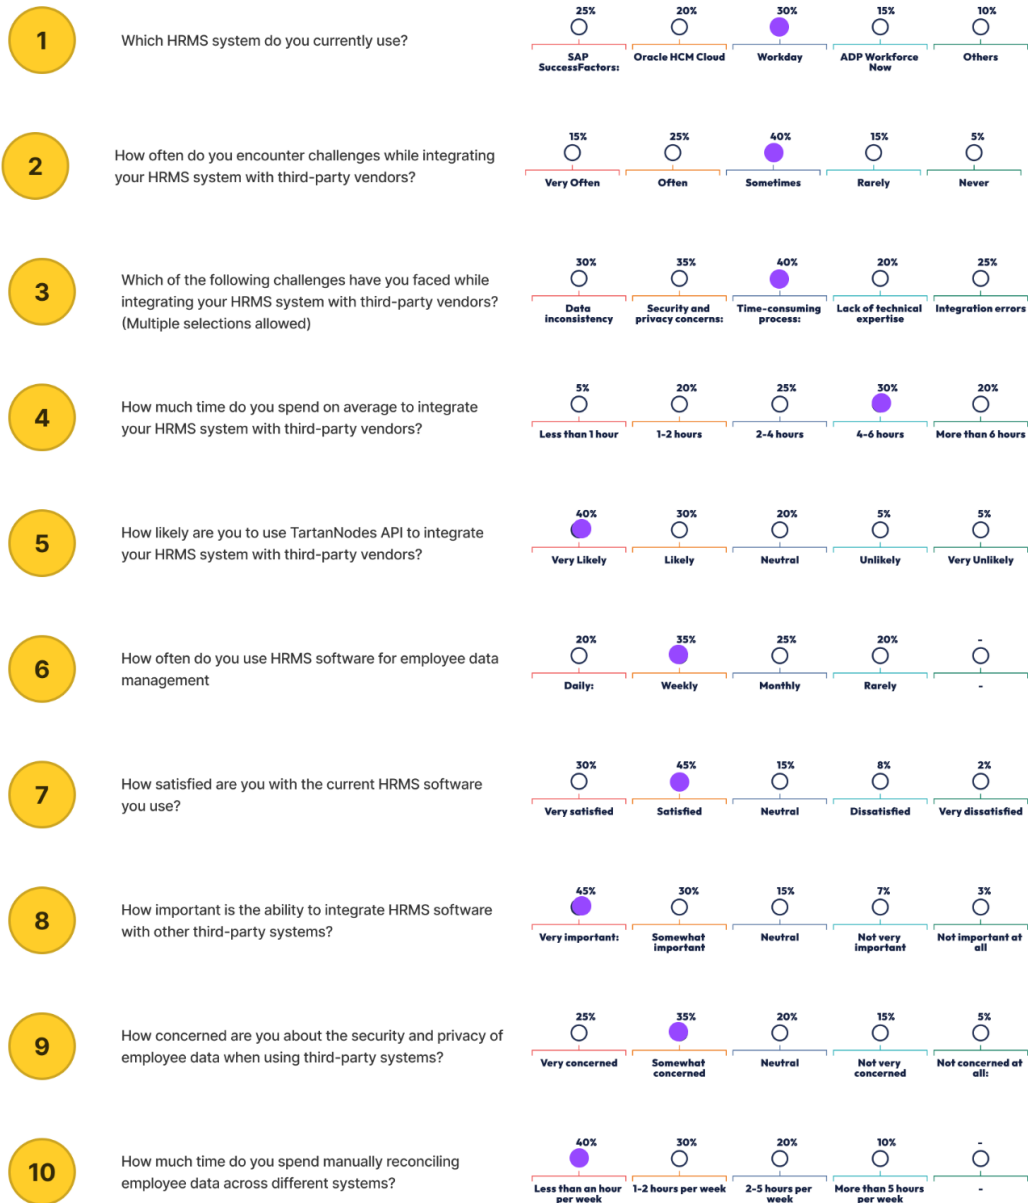 25% 20% 30% 15% 10%
1
Which HRMS system do you currently use?
SAP Oracle HCM Cloud Workday ADP Workforce Others
SuccessFactors: Now
15% 25% 40% 15% 5%
2
How often do you encounter challenges while integrating
your HRMS system with third-party vendors?
Very Often Often Sometimes Rarely Never
30% 35% 40% 20% 25%
3
Which of the following challenges have you faced while
integrating your HRMS system with third-party vendors?
(Multiple selections allowed)
Data Security and Time-consuming Lack of technical Integration errors
inconsistency privacy concerns: process: expertise
5% 20% 25% 30% 20%
4
How much time do you spend on average to integrate
your HRMS system with third-party vendors?
Less than 1 hour 1-2 hours 2-4 hours 4-6 hours More than 6 hours
40% 30% 20% 5% 5%
5
How likely are you to use TartanNodes API to integrate
your HRMS system with third-party vendors?
Very Likely Likely Neutral Unlikely Very Unlikely
20% 35% 25% 20% -
6
How often do you use HRMS software for employee data
management
Daily: Weekly Monthly Rarely -
30% 45% 15% 8% 2%
7
How satisfied are you with the current HRMS software
you use?
Very satisfied Satisfied Neutral Dissatisfied Very dissatisfied
45% 30% 15% 7% 3%
8
How important is the ability to integrate HRMS software
with other third-party systems?
Very important: Somewhat Neutral Not very Not important at
important important all
25% 35% 20% 15% 5%
9
How concerned are you about the security and privacy of
employee data when using third-party systems?
Very concerned Somewhat Neutral Not very Not concerned at
concerned concerned all:
40% 30% 20% 10% -
10
How much time do you spend manually reconciling
employee data across different systems?
Less than an hour 1-2 hours per week 2-5 hours per More than 5 hours -
per week week per week